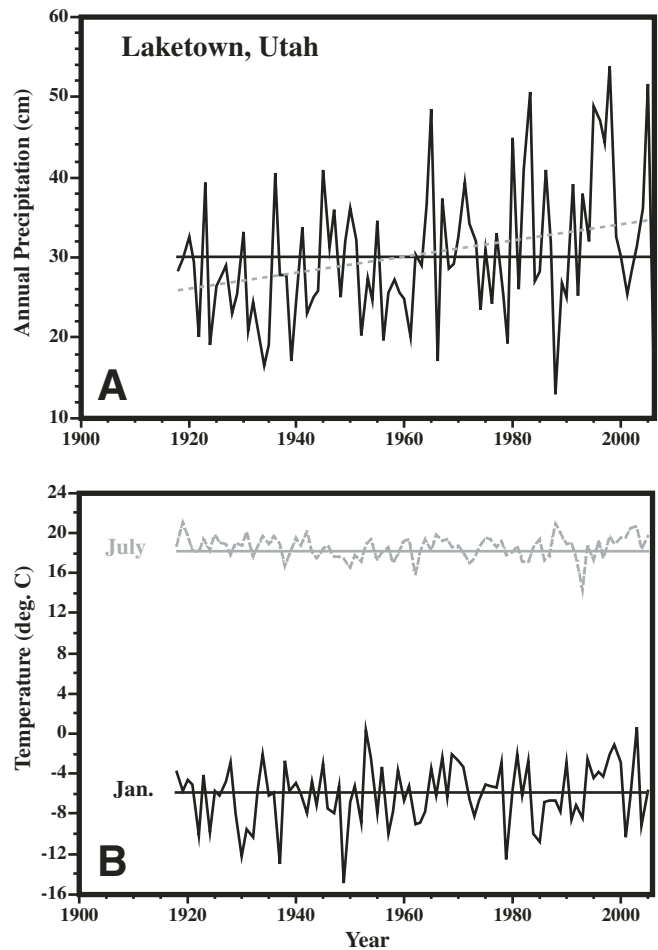 Laketown, Utah
Annual Precipitation (cm)
60
50
40
30
20
10
A
1900 1920 1940 1960 1980 2000
Temperature (deg. C)
24
20
16
12
8
4
0
-4
-8
-12
-16
July
Jan.
B
1900 1920 1940 1960 1980 2000
Year